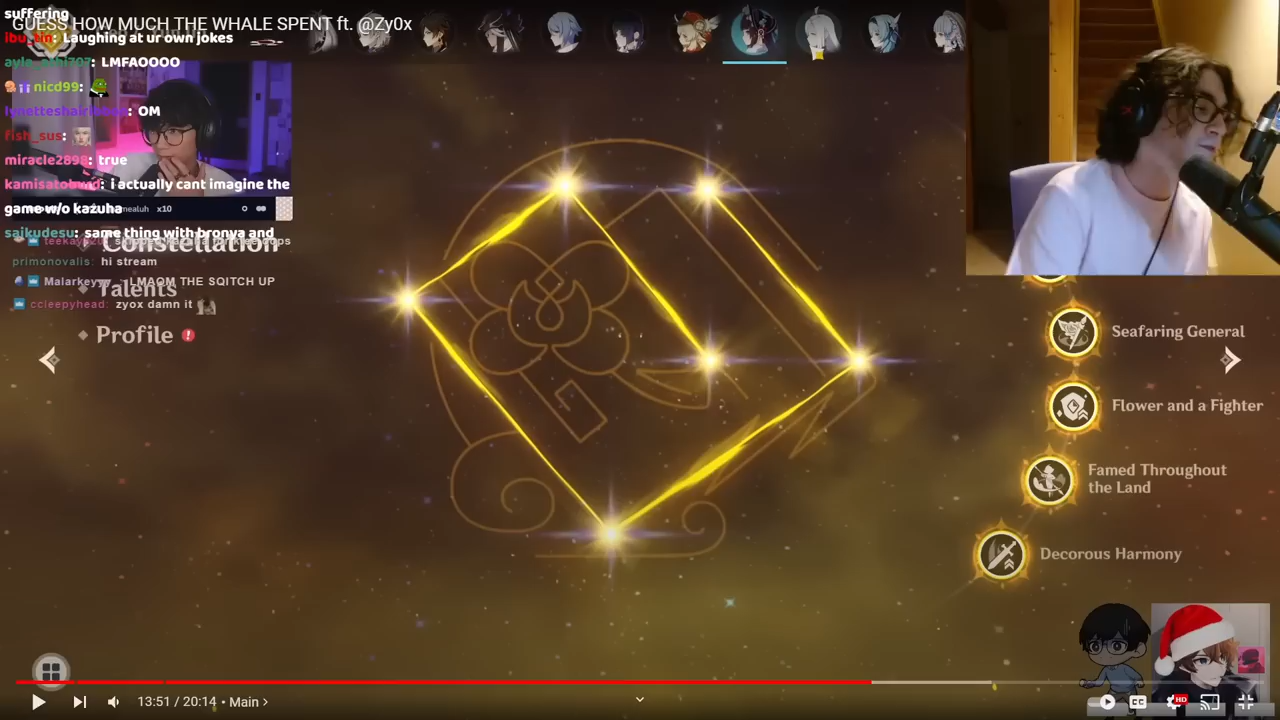 suffering
GUESS HOW MUCH THE WHALE SPENT ft. @Zy0x
Laughing at ur own jokes
LMFAOOOO
nicd99:
OM
fish_sus:
miracle2898: true
i actually cant imagine the
game w/o kazuha
x10
saikudesu: same thing with bronya and
Constellation
primonovalis: hi stream
LMAOM THE SQITCH UP
Talents
ccleepyhead: zyox damn it
Profile
Seafaring General
Flower and a Fighter
Famed Throughout
the Land
Decorous Harmony
13:51 / 20:14 • Main
CC
HD